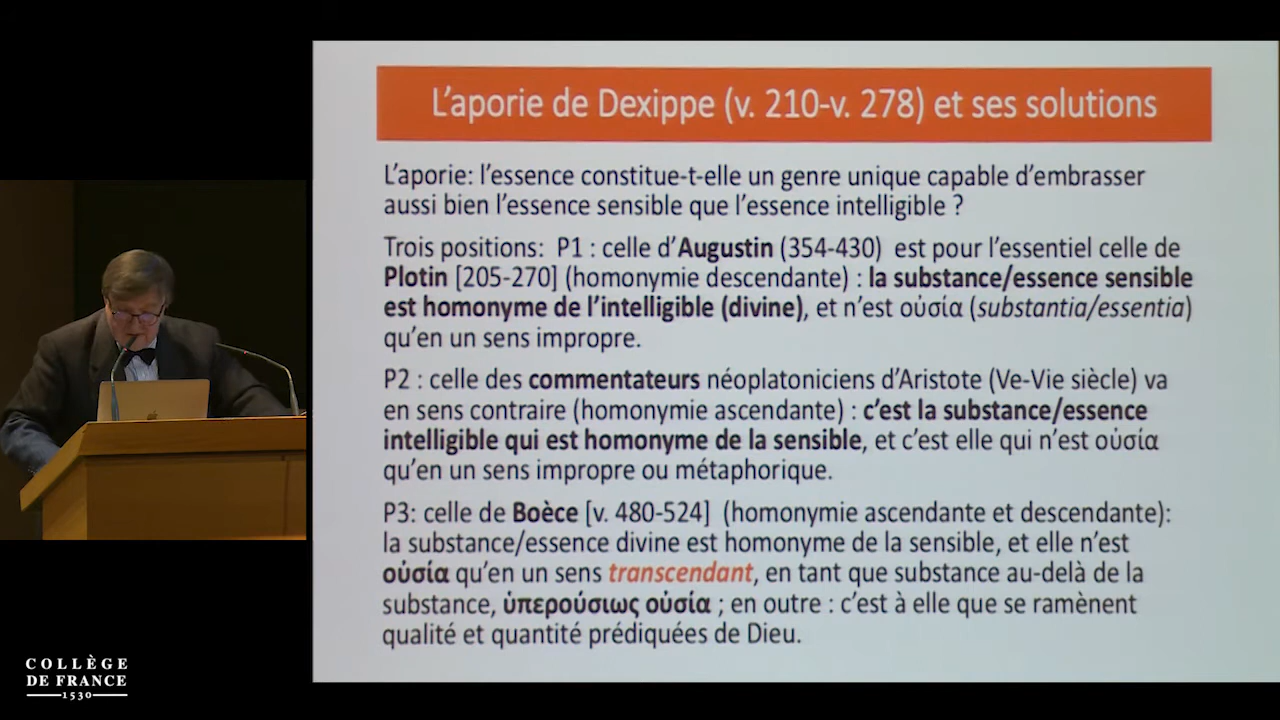 L'aporie de Dexippe (v. 210-v. 278) et ses solutions
L'aporie: l'essence constitue-t-elle un genre unique capable d'embrasser
aussi bien l'essence sensible que l'essence intelligible ?
Trois positions: P1 : celle d'Augustin (354-430) est pour l'essentiel celle de
Plotin [205-270] (homonymie descendante) : la substance/essence sensible
est homonyme de l'intelligible (divine), et n'est οὐσία (substantia/essentia)
qu'en un sens impropre.
P2 : celle des commentateurs néoplatoniciens d'Aristote (Ve-VIe siècle) va
en sens contraire (homonymie ascendante) : c'est la substance/essence
intelligible qui est homonyme de la sensible, et c'est elle qui n'est οὐσία
qu'en un sens impropre ou métaphorique.
P3: celle de Boèce [v. 480-524] (homonymie ascendante et descendante):
la substance/essence divine est homonyme de la sensible, et elle n'est
οὐσία qu'en un sens transcendant, en tant que substance au-delà de la
substance, ὑπερούσιως οὐσία ; en outre : c'est à elle que se ramènent
qualité et quantité prédiquées de Dieu.
COLLÈGE
DE FRANCE
1530